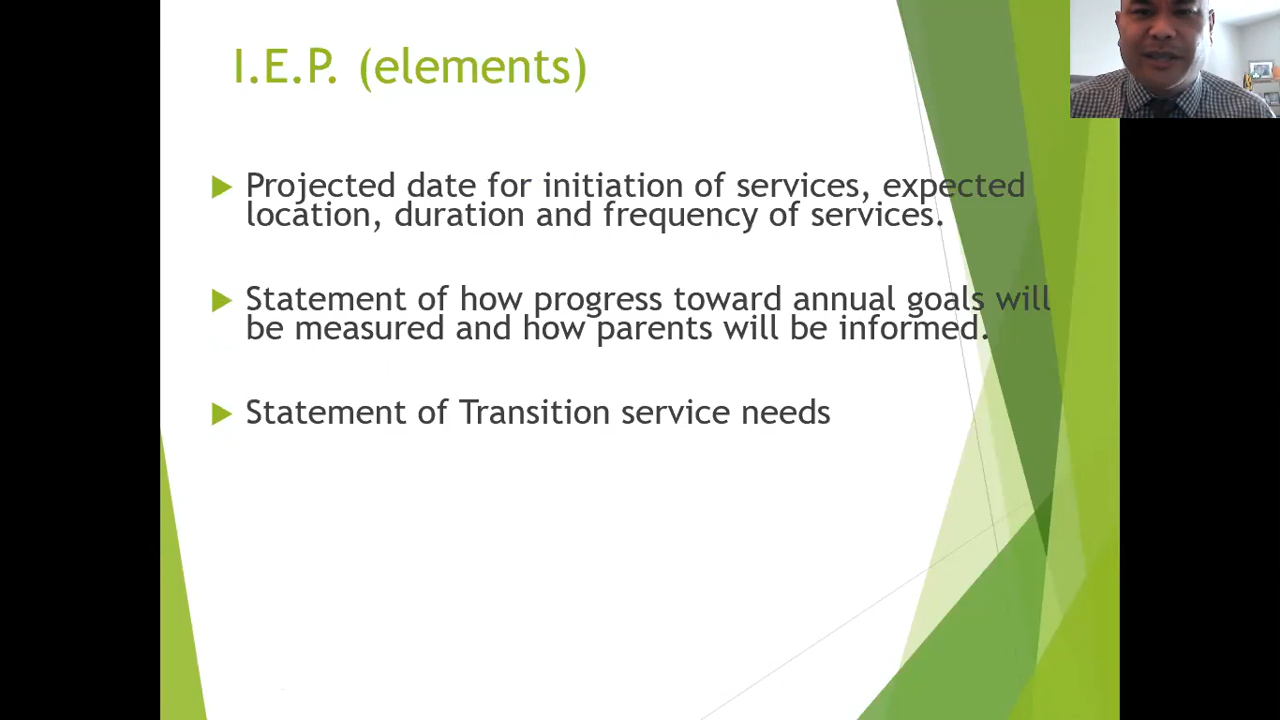 I.E.P. (elements)
Projected date for initiation of services, expected
location, duration and frequency of services.
Statement of how progress toward annual goals will
be measured and how parents will be informed.
Statement of Transition service needs